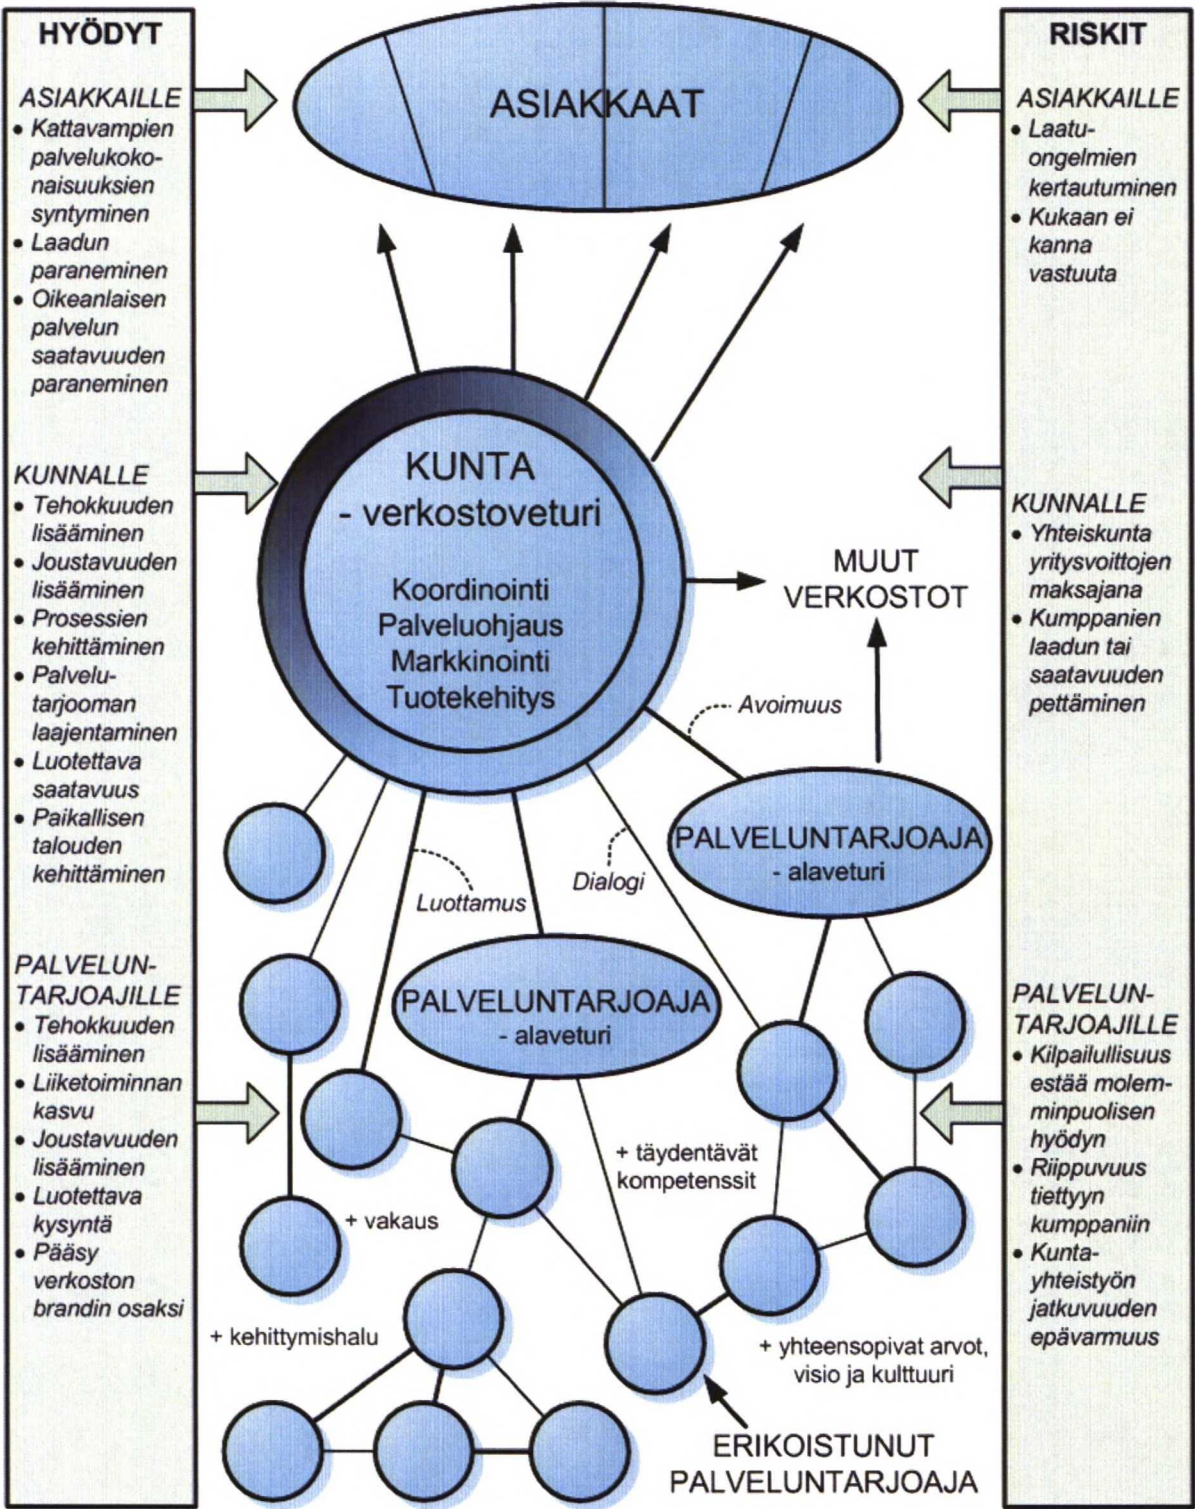 HYÖDYT
ASIAKKAILLE
• Kattavampien
palvelukoko-
naisuuksien
syntyminen
• Laadun
paraneminen
• Oikeanlaisen
palvelun
saatavuuden
paraneminen
KUNNALLE
• Tehokkuuden
lisääminen
• Joustavuuden
lisääminen
• Prosessien
kehittäminen
• Palvelu-
tarjooman
laajentaminen
• Luotettava
saatavuus
• Paikallisen
talouden
kehittäminen
PALVELUN-
TARJOAJILLE
• Tehokkuuden
lisääminen
• Liiketoiminnan
kasvu
• Joustavuuden
lisääminen
• Luotettava
kysyntä
• Pääsy
verkoston
brandin osaksi
ASIAKKAAT
KUNTA
- verkostoveturi
Koordinointi
Palveluohjaus
Markkinointi
Tuotekehitys
MUUT
VERKOSTOT
Avoimuus
PALVELUNTARJOAJA
- alaveturi
Dialogi
Luottamus
PALVELUNTARJOAJA
- alaveturi
+ täydentävät
kompetenssit
+ vakaus
+ kehittymishalu
+ yhteensopivat arvot,
visio ja kulttuuri
ERIKOISTUNUT
PALVELUNTARJOAJA
RISKIT
ASIAKKAILLE
• Laatu-
ongelmien
kertautuminen
• Kukaan ei
kanna
vastuuta
KUNNALLE
• Yhteiskunta
yritysvoittojen
maksajana
• Kumppanien
laadun tai
saatavuuden
pettäminen
PALVELUN-
TARJOAJILLE
• Kilpailullisuus
estää molem-
minpuolisen
hyödyn
• Riippuvuus
tiettyyn
kumppaniin
• Kunta-
yhteistyön
jatkuvuuden
epävarmuus